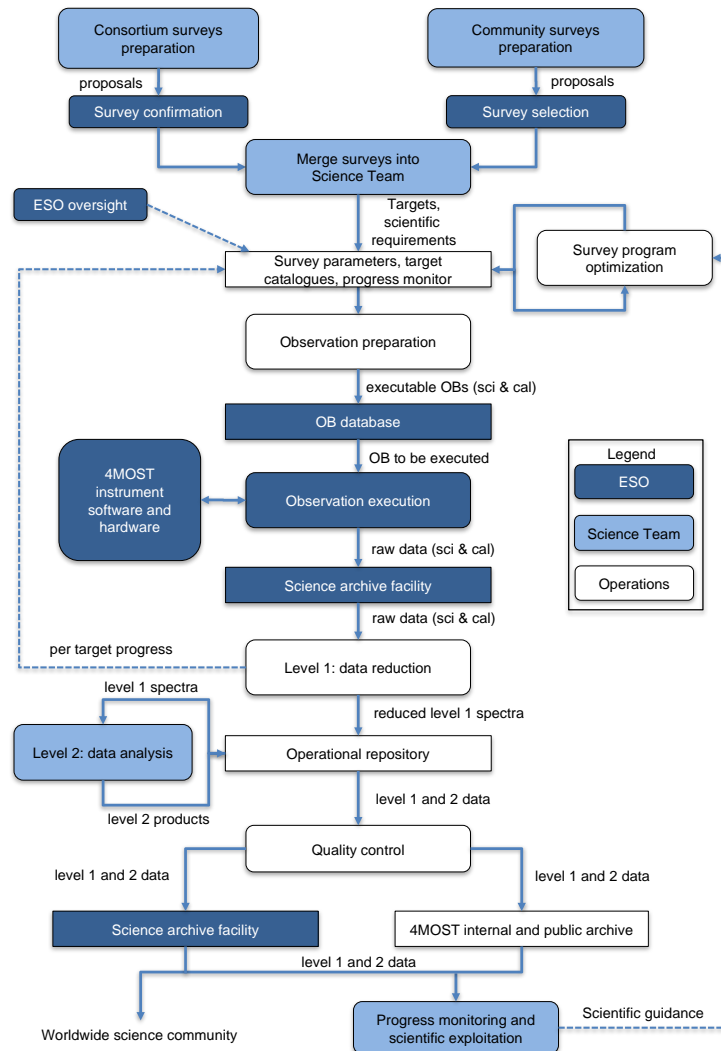 Consortium surveys
preparation
Community surveys
preparation
proposals
proposals
Survey confirmation
Survey selection
Merge surveys into
Science Team
ESO oversight
Targets,
scientific
requirements
Survey parameters, target
catalogues, progress monitor
Survey program
optimization
Observation preparation
executable OBs (sci & cal)
OB database
OB to be executed
4MOST
instrument
software and
hardware
Observation execution
Legend
ESO
Science Team
Operations
raw data (sci & cal)
Science archive facility
raw data (sci & cal)
per target progress
Level 1: data reduction
level 1 spectra
reduced level 1 spectra
Level 2: data analysis
Operational repository
level 2 products
level 1 and 2 data
Quality control
level 1 and 2 data
level 1 and 2 data
Science archive facility
4MOST internal and public archive
level 1 and 2 data
Worldwide science community
Progress monitoring and
scientific exploitation
Scientific guidance